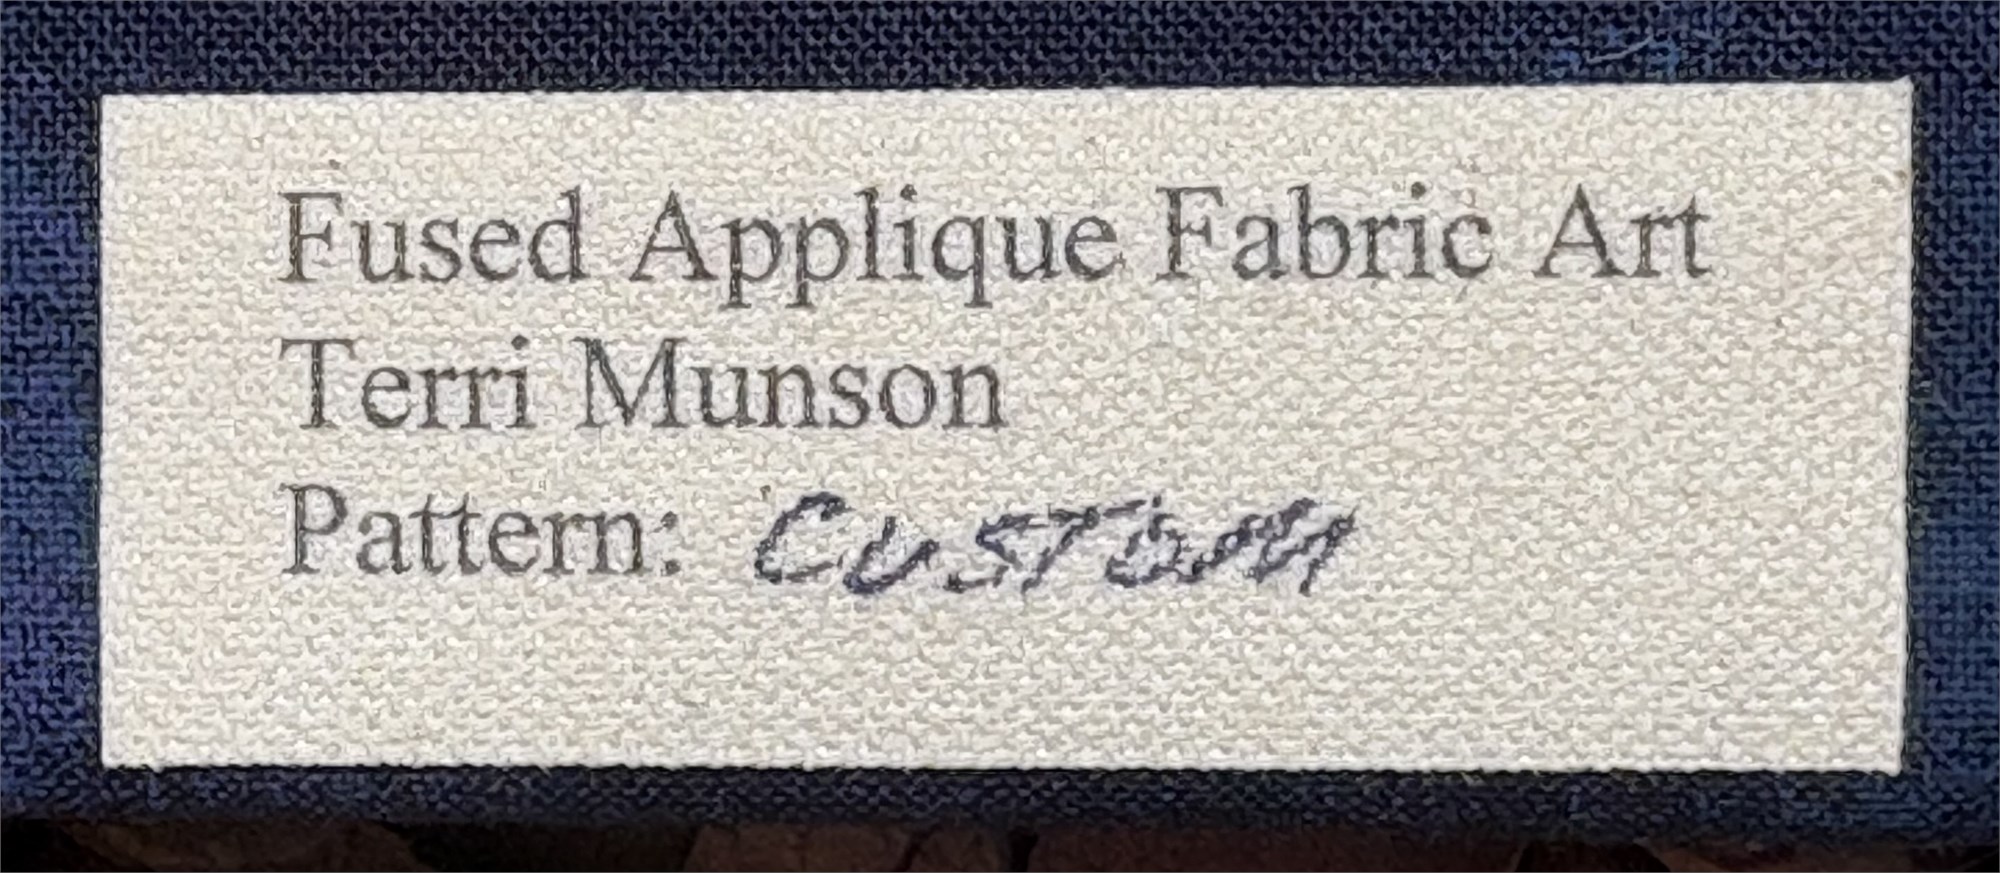 Fused Applique Fabric Art
Terri Munson
Pattern: CUSTOM